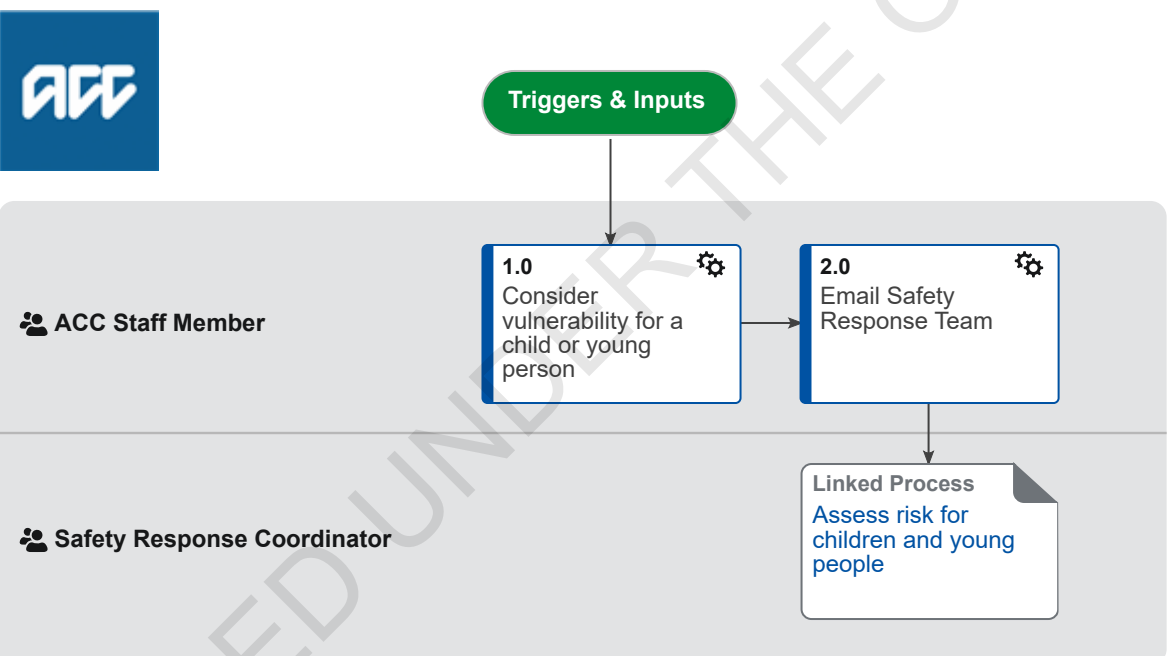 ACC
Triggers & Inputs
ACC Staff Member
1.0
Consider
vulnerability for a
child or young
person
2.0
Email Safety
Response Team
Safety Response Coordinator
Linked Process
Assess risk for
children and young
people
ED UNDER THE